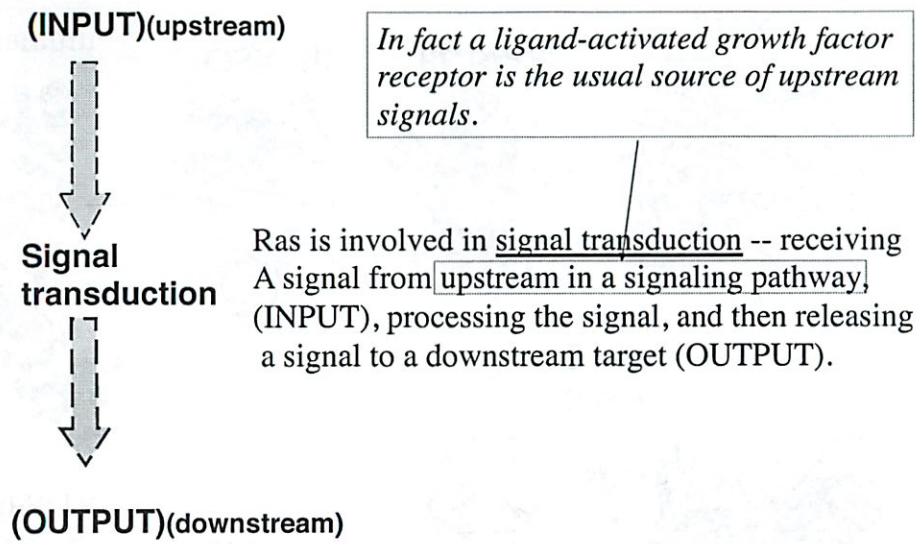 (INPUT)(upstream)
In fact a ligand-activated growth factor
receptor is the usual source of upstream
signals.
Signal
transduction
Ras is involved in signal transduction -- receiving
A signal from upstream in a signaling pathway,
(INPUT), processing the signal, and then releasing
a signal to a downstream target (OUTPUT).
(OUTPUT)(downstream)